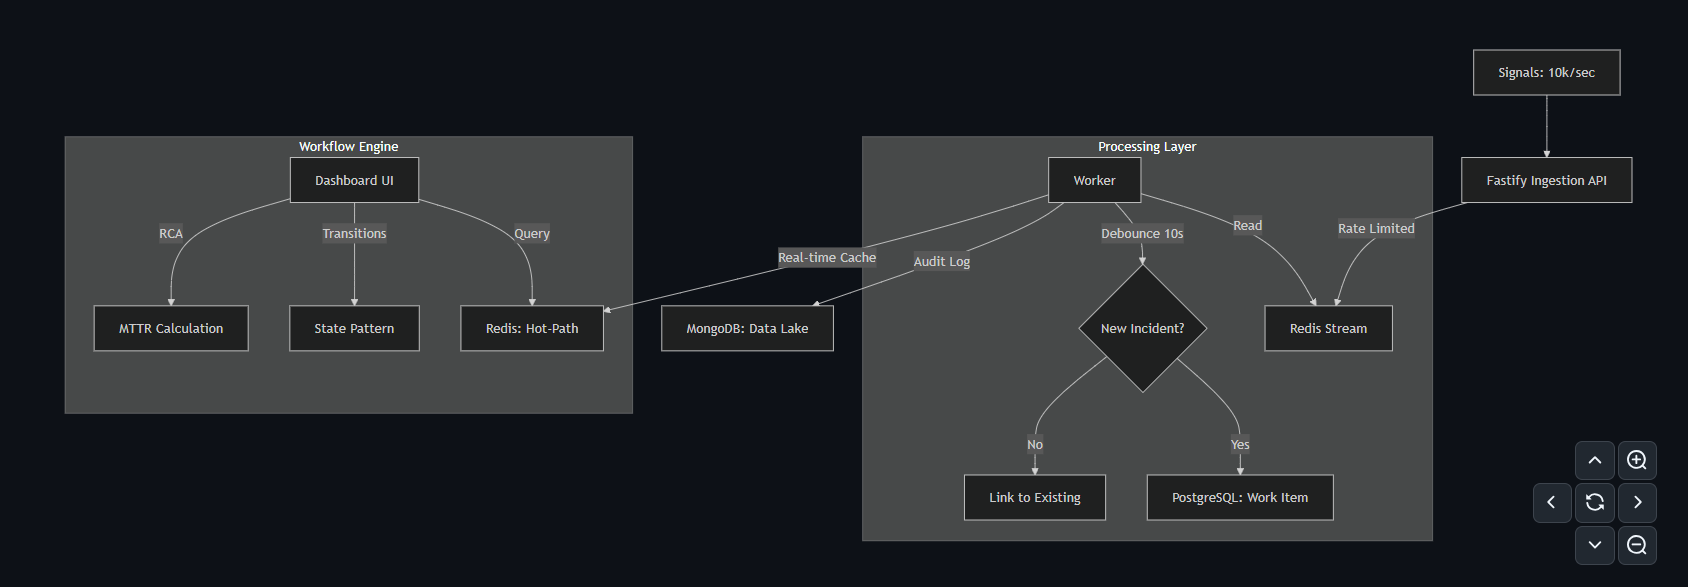 Signals: 10k/sec
Workflow Engine
Processing Layer
Dashboard UI
Worker
Fastify Ingestion API
RCA
Transitions
Query
Real-time Cache
Audit Log
Debounce 10s
Read
Rate Limited
MTTR Calculation
State Pattern
Redis: Hot-Path
MongoDB: Data Lake
New Incident?
Redis Stream
No
Yes
Link to Existing
PostgreSQL: Work Item